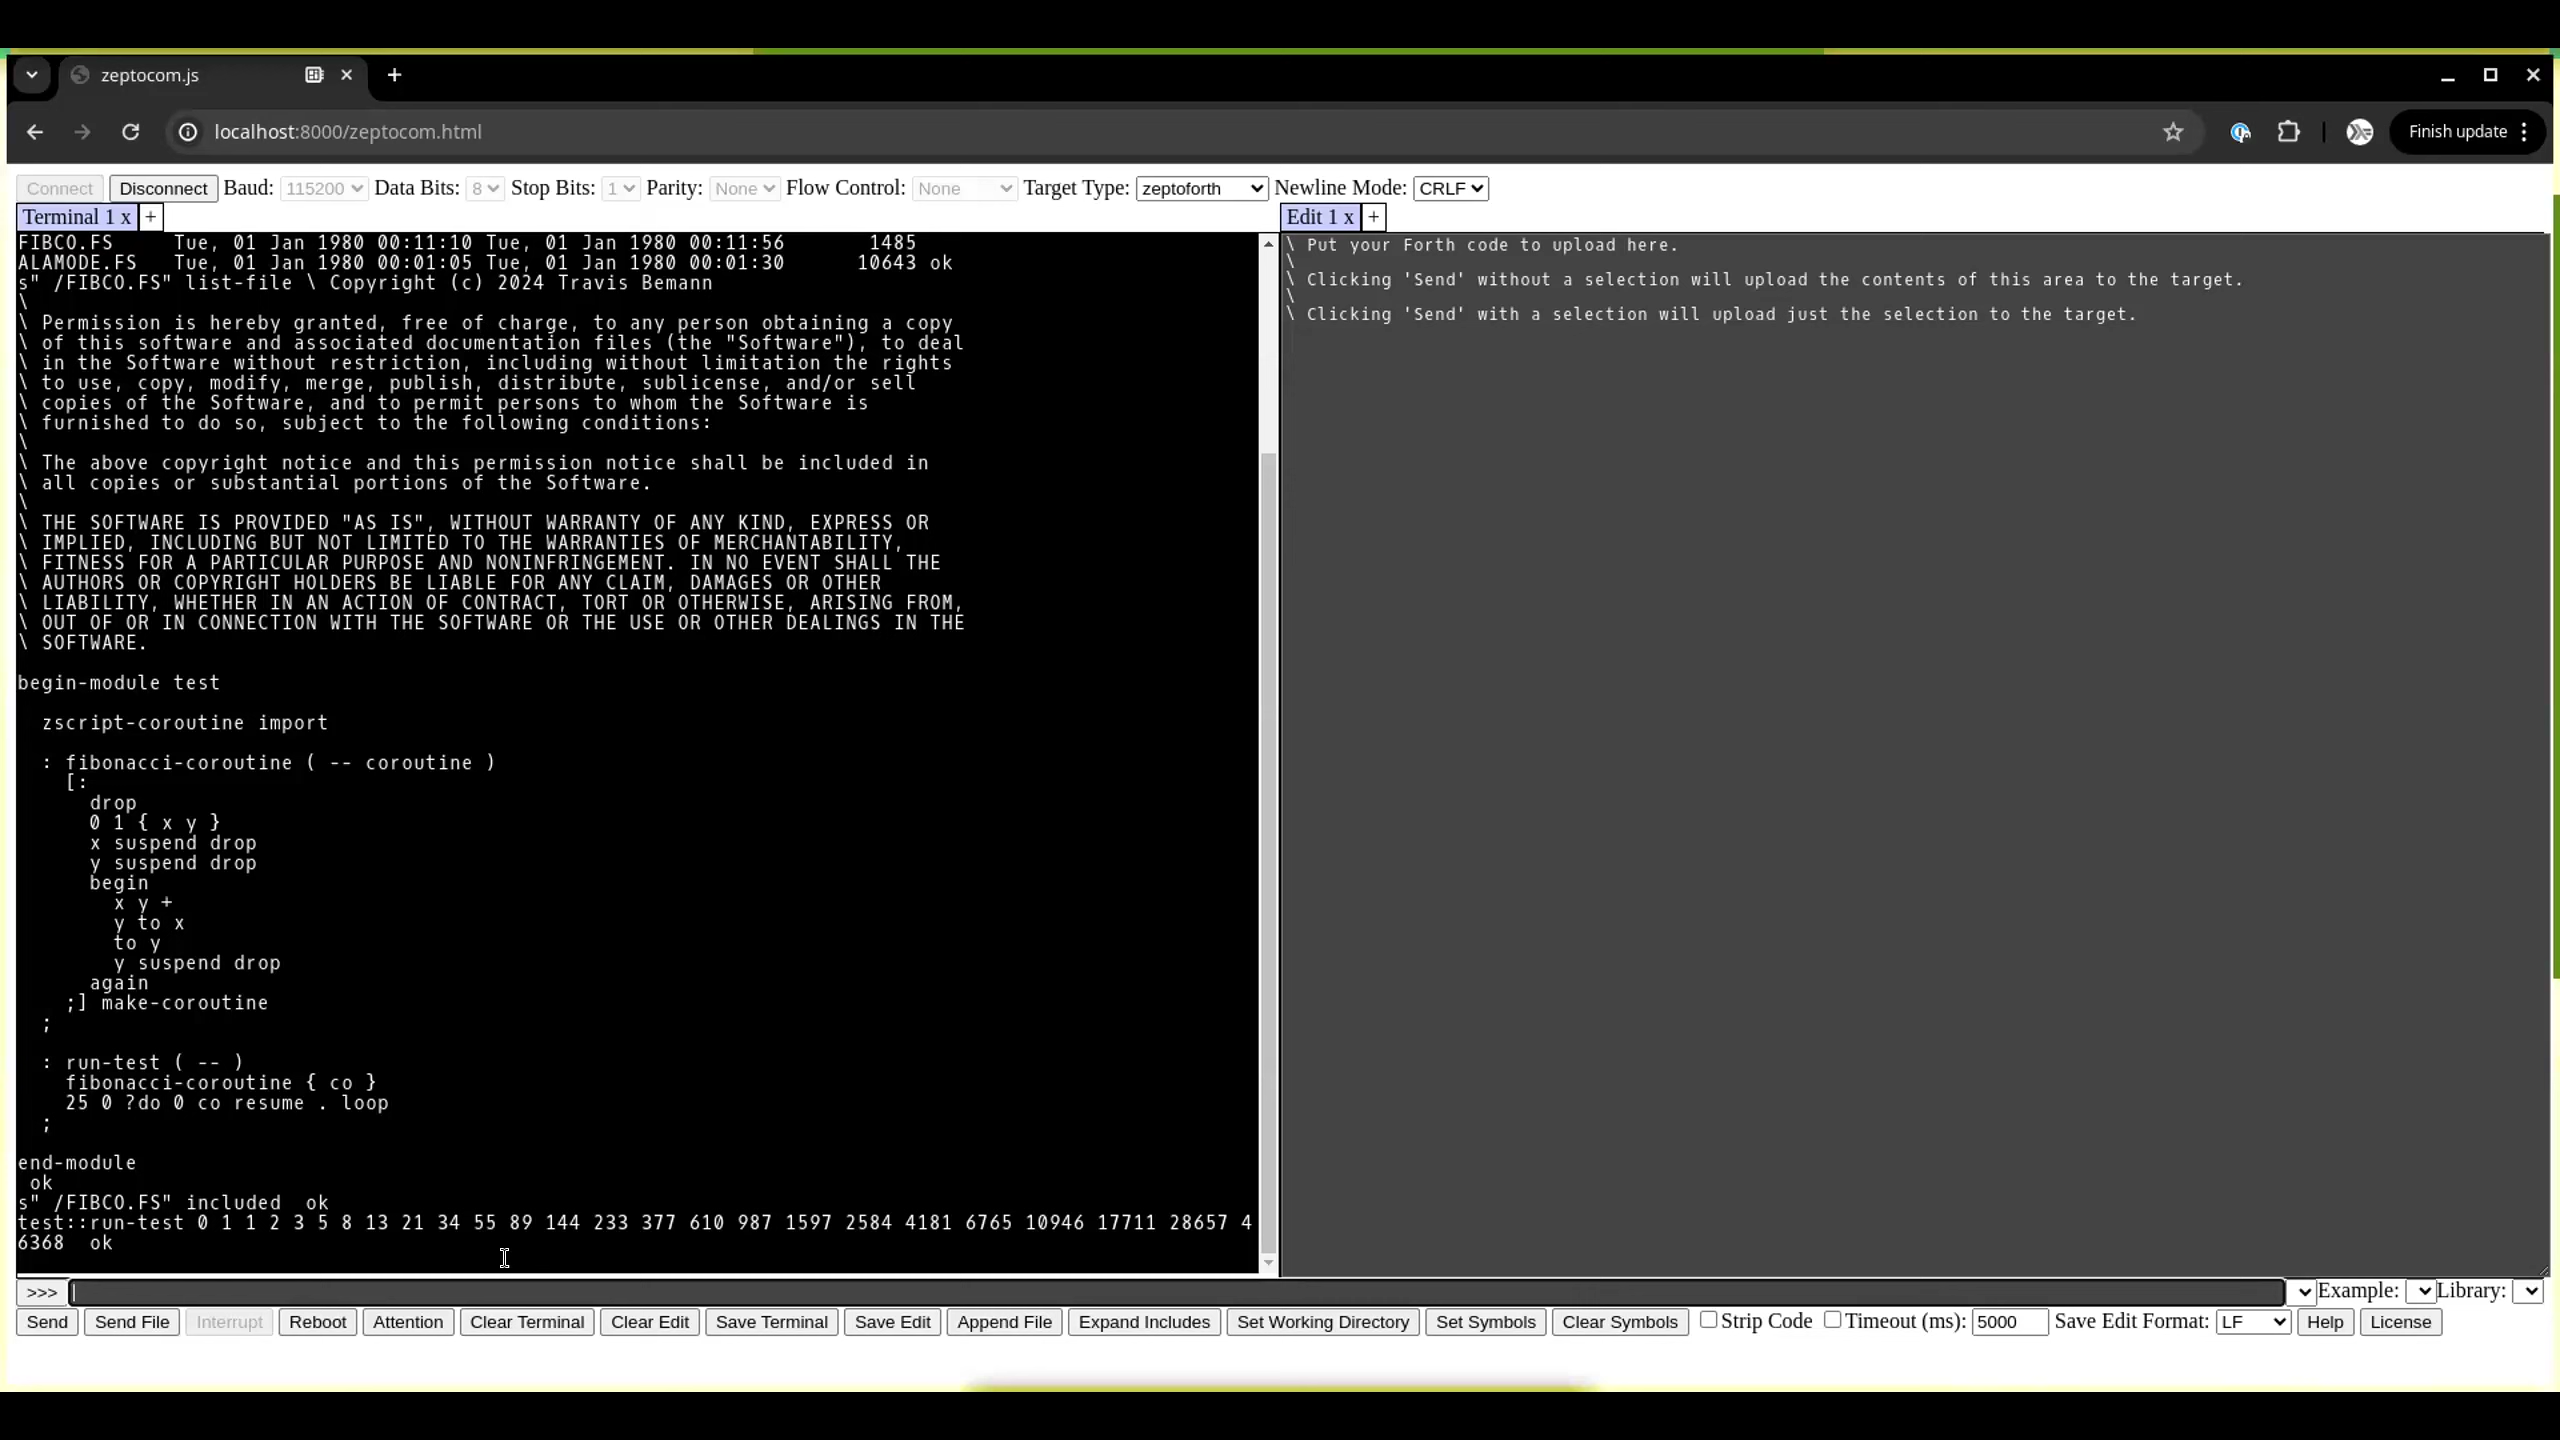 zeptocom.js
localhost:8000/zeptocom.html
Finish update
Connect Disconnect Baud: 115200 Data Bits: 8 Stop Bits: 1 Parity: None Flow Control: None Target Type: zeptoforth Newline Mode: CRLF
Terminal 1 x +
FIBCO.FS     Tue, 01 Jan 1980 00:11:10 Tue, 01 Jan 1980 00:11:56       1485
ALAMODE.FS   Tue, 01 Jan 1980 00:01:05 Tue, 01 Jan 1980 00:01:30      10643 ok
s" /FIBCO.FS" list-file \ Copyright (c) 2024 Travis Bemann
\
\ Permission is hereby granted, free of charge, to any person obtaining a copy
\ of this software and associated documentation files (the "Software"), to deal
\ in the Software without restriction, including without limitation the rights
\ to use, copy, modify, merge, publish, distribute, sublicense, and/or sell
\ copies of the Software, and to permit persons to whom the Software is
\ furnished to do so, subject to the following conditions:
\
\ The above copyright notice and this permission notice shall be included in
\ all copies or substantial portions of the Software.
\
\ THE SOFTWARE IS PROVIDED "AS IS", WITHOUT WARRANTY OF ANY KIND, EXPRESS OR
\ IMPLIED, INCLUDING BUT NOT LIMITED TO THE WARRANTIES OF MERCHANTABILITY,
\ FITNESS FOR A PARTICULAR PURPOSE AND NONINFRINGEMENT. IN NO EVENT SHALL THE
\ AUTHORS OR COPYRIGHT HOLDERS BE LIABLE FOR ANY CLAIM, DAMAGES OR OTHER
\ LIABILITY, WHETHER IN AN ACTION OF CONTRACT, TORT OR OTHERWISE, ARISING FROM,
\ OUT OF OR IN CONNECTION WITH THE SOFTWARE OR THE USE OR OTHER DEALINGS IN THE
\ SOFTWARE.
begin-module test
  zscript-coroutine import
  : fibonacci-coroutine ( -- coroutine )
    [:
      drop
      0 1 { x y }
      x suspend drop
      y suspend drop
      begin
        x y +
        y to x
        to y
        y suspend drop
      again
    ;] make-coroutine
  ;
  : run-test ( -- )
    fibonacci-coroutine { co }
    25 0 ?do 0 co resume . loop
  ;
end-module
 ok
s" /FIBCO.FS" included  ok
test::run-test 0 1 1 2 3 5 8 13 21 34 55 89 144 233 377 610 987 1597 2584 4181 6765 10946 17711 28657 4
6368  ok
Edit 1 x +
\ Put your Forth code to upload here.
\
\ Clicking 'Send' without a selection will upload the contents of this area to the target.
\
\ Clicking 'Send' with a selection will upload just the selection to the target.
>>> Example: Library:
Send Send File Interrupt Reboot Attention Clear Terminal Clear Edit Save Terminal Save Edit Append File Expand Includes Set Working Directory Set Symbols Clear Symbols Strip Code Timeout (ms): 5000 Save Edit Format: LF Help License